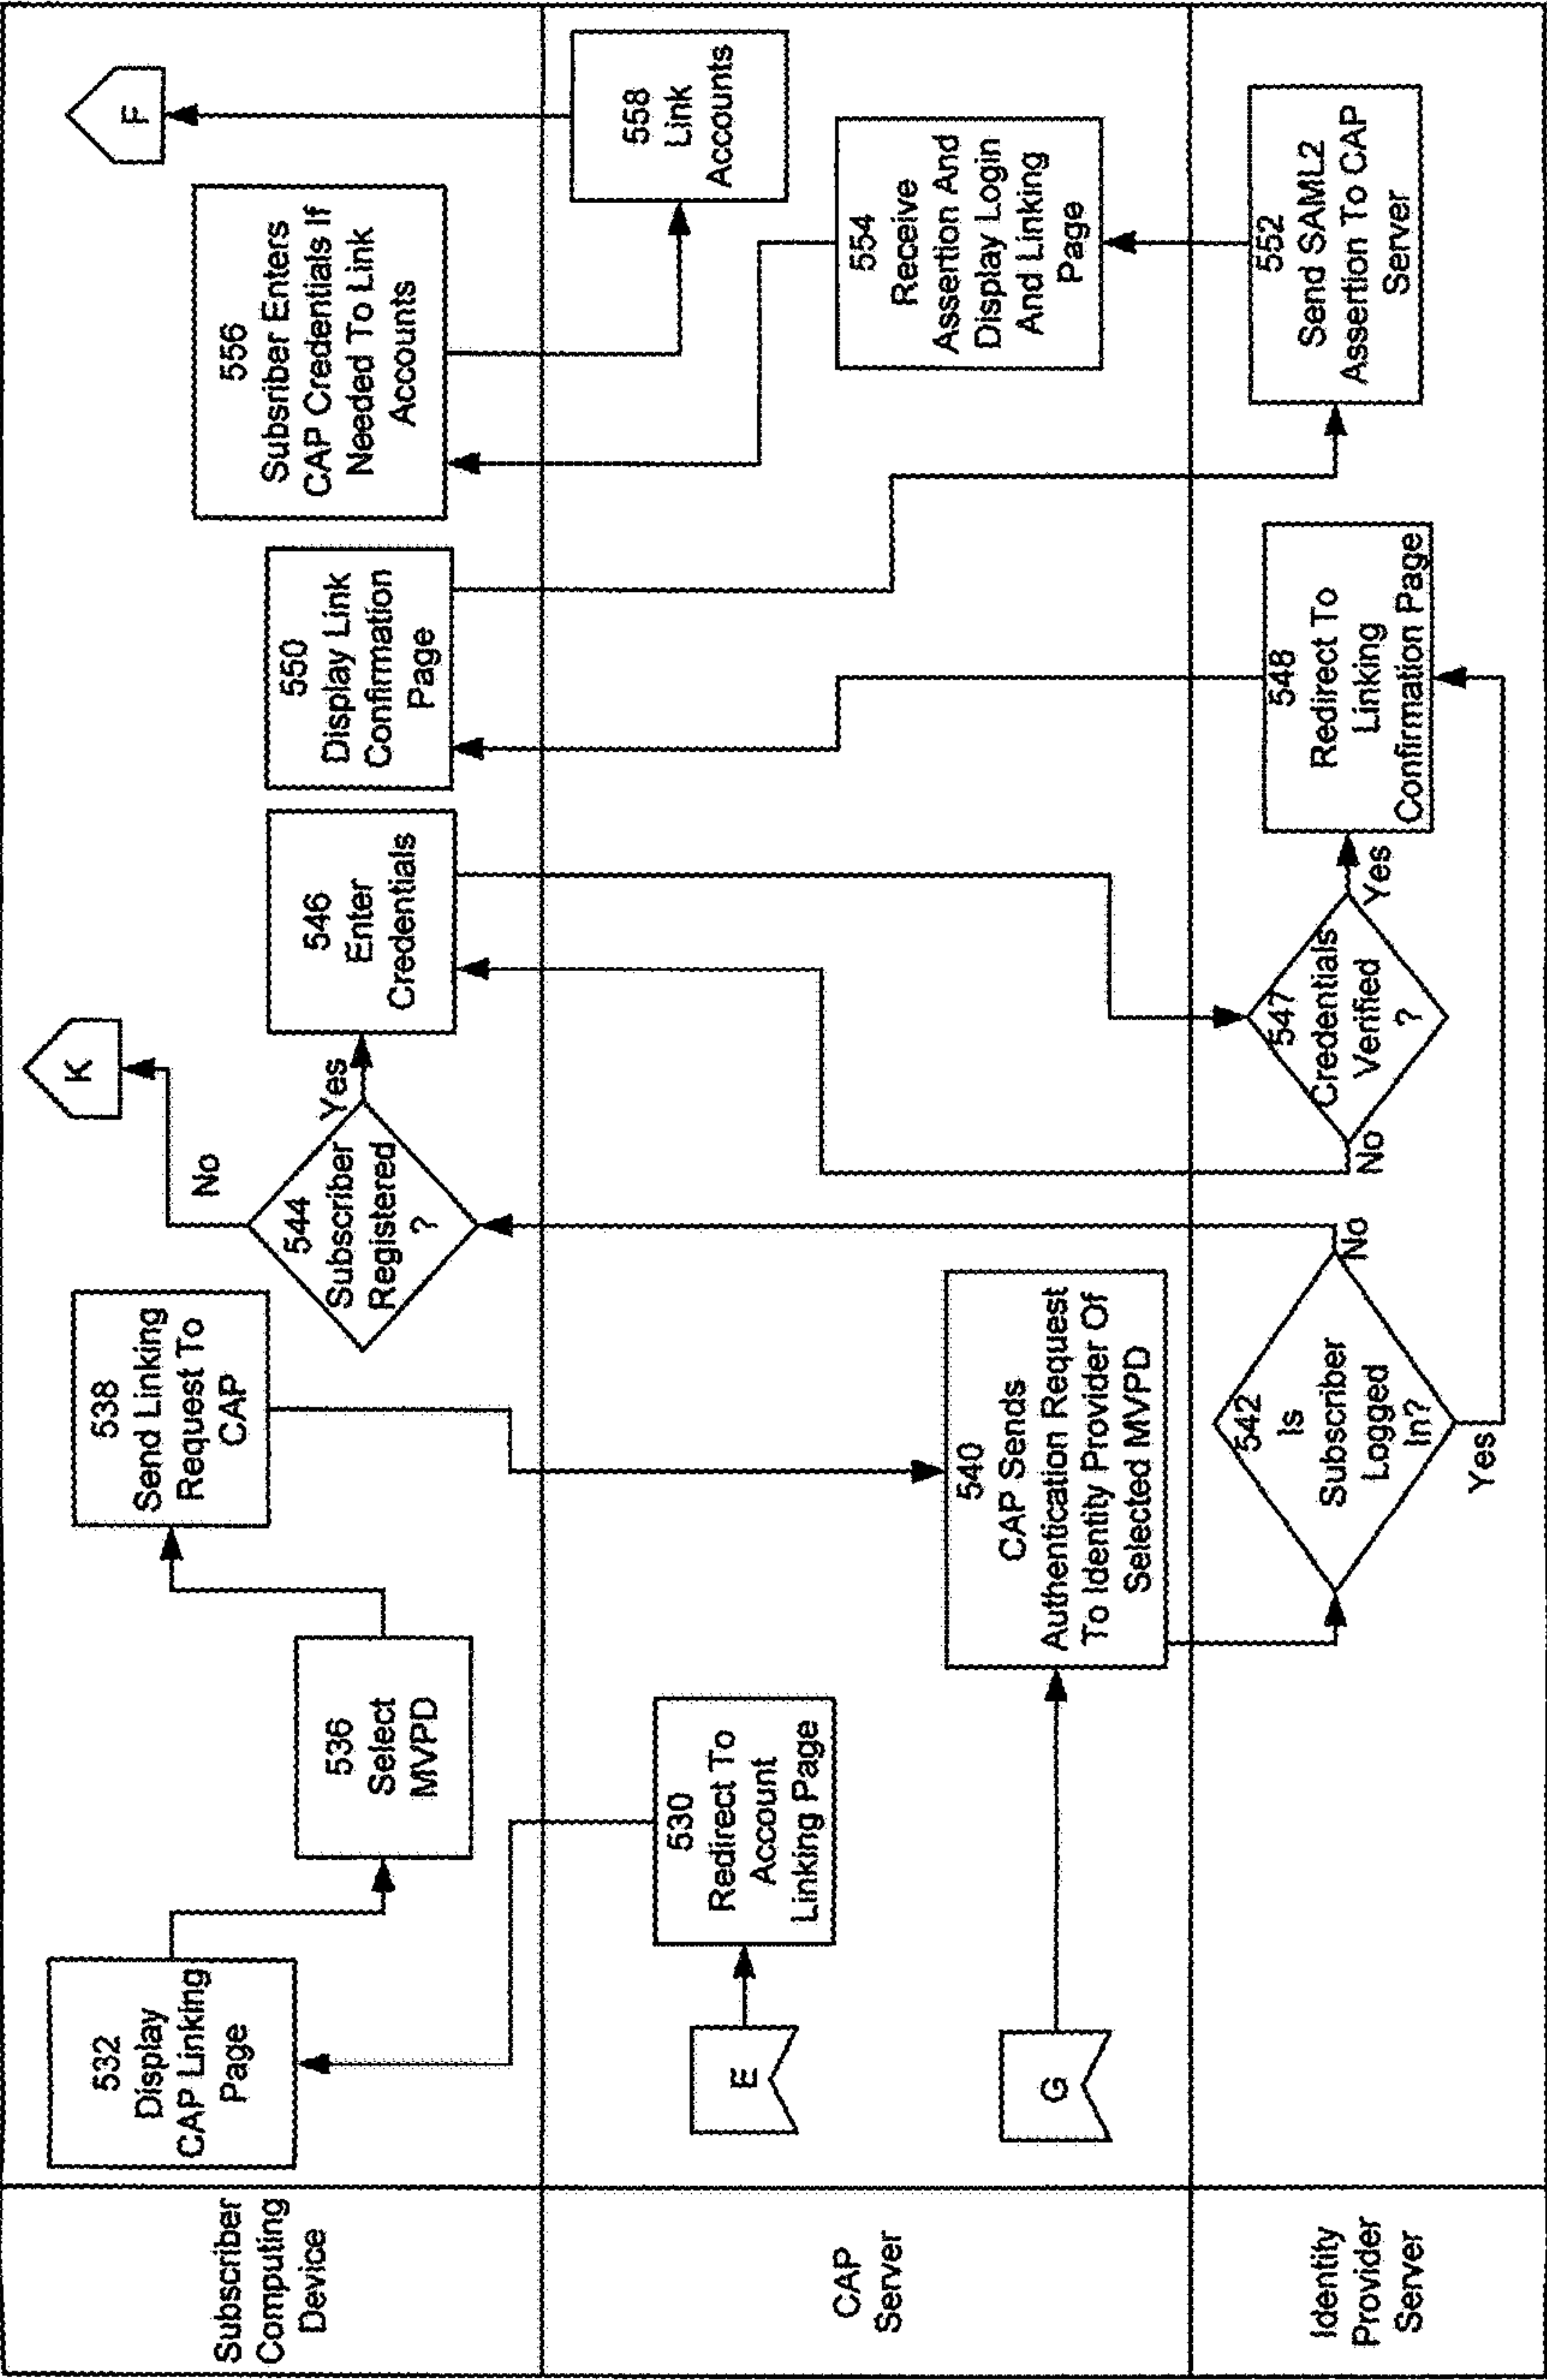 Subscriber
Computing
Device
532
Display
CAP Linking
Page
536
Select
MVPD
538
Send Linking
Request To
CAP
544
Subscriber
Registered
?
No
Yes
K
546
Enter
Credentials
550
Display Link
Confirmation
Page
556
Subsriber Enters
CAP Credentials If
Needed To Link
Accounts
F
CAP
Server
E
530
Redirect To
Account
Linking Page
G
540
CAP Sends
Authentication Request
To Identity Provider Of
Selected MVPD
554
Receive
Assertion And
Display Login
And Linking
Page
558
Link
Accounts
Identity
Provider
Server
542
Is
Subscriber
Logged
In?
Yes
No
547
Credentials
Verified
?
No
Yes
548
Redirect To
Linking
Confirmation Page
552
Send SAML2
Assertion To CAP
Server